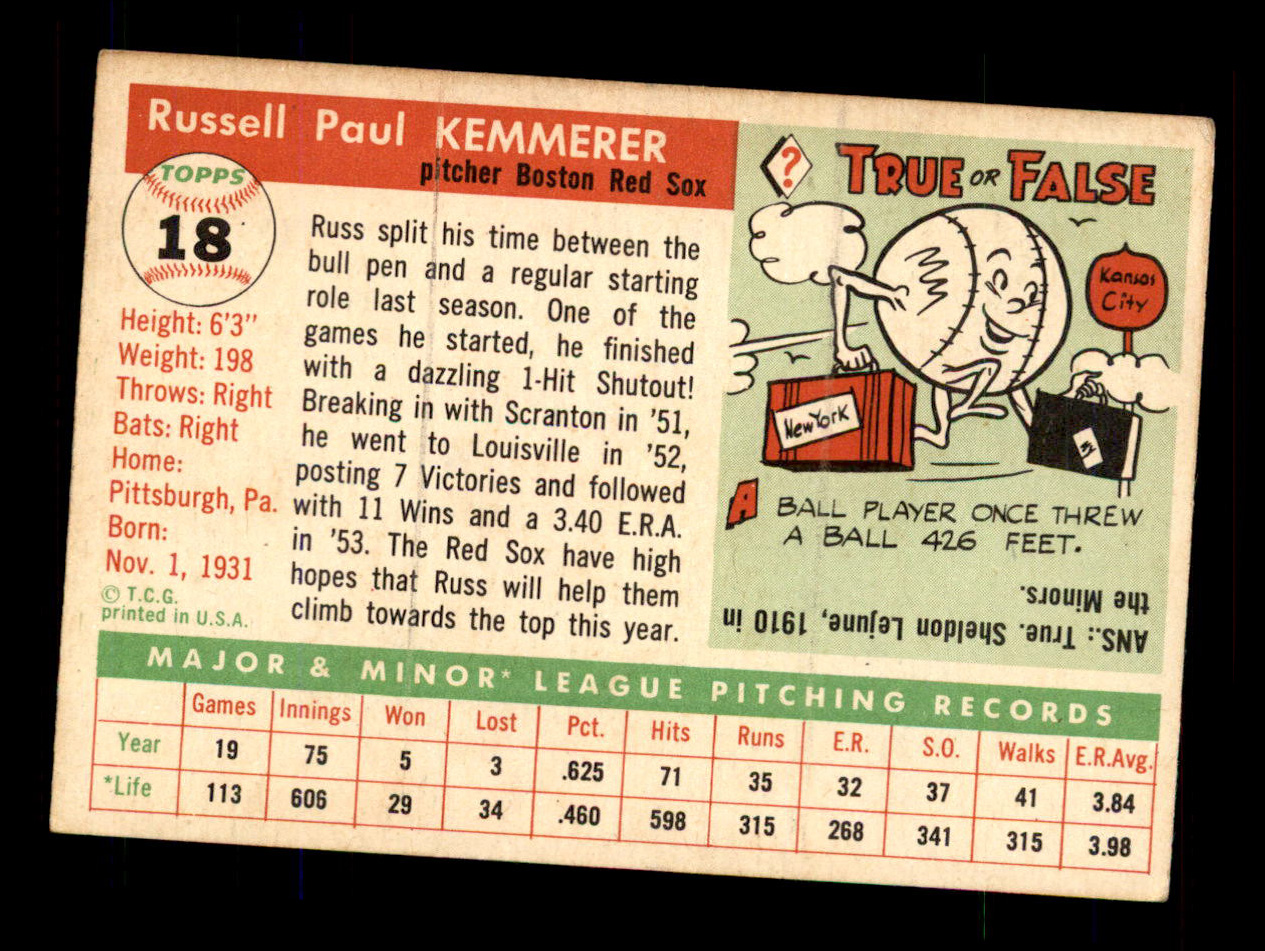 Russell Paul KEMMERER
pitcher Boston Red Sox
TOPPS
18
Height: 6'3"
Weight: 198
Throws: Right
Bats: Right
Home:
Pittsburgh, Pa.
Born:
Nov. 1, 1931
© T.C.G.
printed in U.S.A.
Russ split his time between the
bull pen and a regular starting
role last season. One of the
games he started, he finished
with a dazzling 1-Hit Shutout!
Breaking in with Scranton in '51,
he went to Louisville in '52,
posting 7 Victories and followed
with 11 Wins and a 3.40 E.R.A.
in '53. The Red Sox have high
hopes that Russ will help them
climb towards the top this year.
?
TRUE OR FALSE
Kansas
City
New York
NY
A BALL PLAYER ONCE THREW
A BALL 426 FEET.
ANS.: True. Sheldon Lejune, 1910 in
the Minors.
MAJOR & MINOR* LEAGUE PITCHING RECORDS
Games Innings Won Lost Pct. Hits Runs E.R. S.O. Walks E.R.Avg.
Year 19 75 5 3 .625 71 35 32 37 41 3.84
*Life 113 606 29 34 .460 598 315 268 341 315 3.98